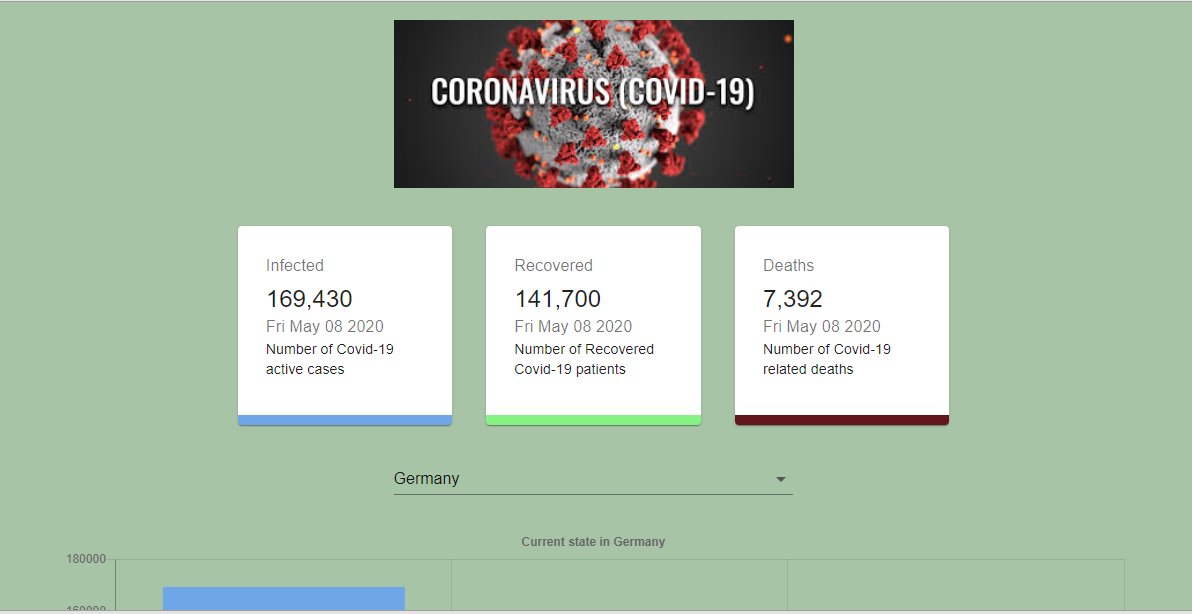 CORONAVIRUS (COVID-19)
Infected
169,430
Fri May 08 2020
Number of Covid-19
active cases
Recovered
141,700
Fri May 08 2020
Number of Recovered
Covid-19 patients
Deaths
7,392
Fri May 08 2020
Number of Covid-19
related deaths
Germany
Current state in Germany
180000
160000